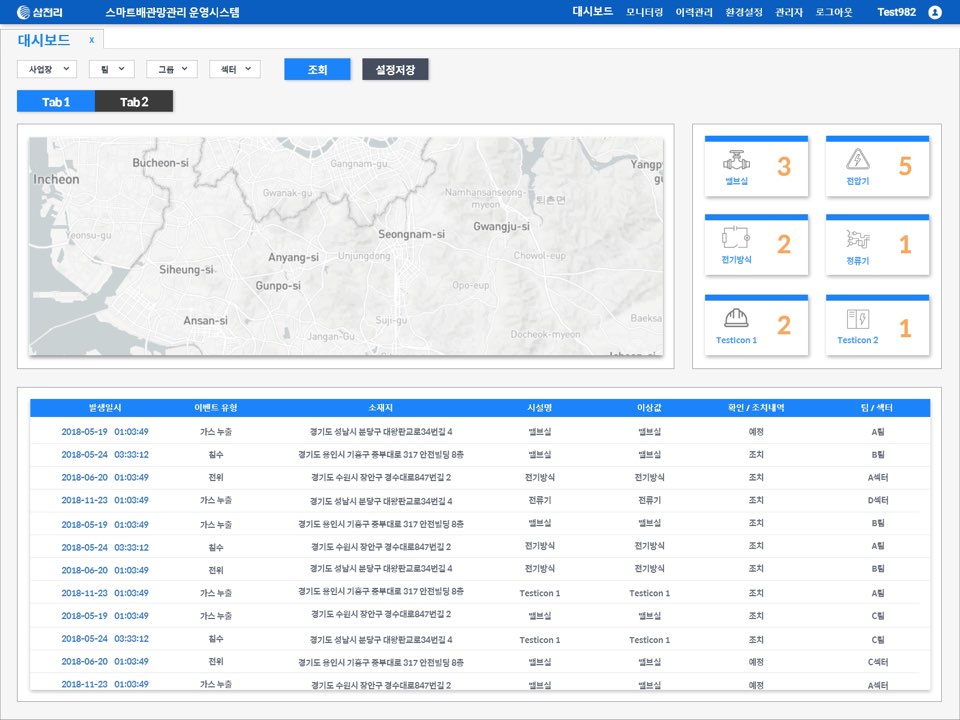 삼천리 스마트배관망관리 운영시스템 대시보드 모니터링 이력관리 환경설정 관리자 로그아웃 Test982
대시보드 x
사업장 팀 그룹 섹터 조회 설정저장
Tab 1 Tab 2
Bucheon-si
Gangnam-gu
Incheon
Gwanak-gu
Namhansanseong-myeon
퇴촌면
Yeonsu-gu
Seongnam-si
Gwangju-si
Anyang-si
Unjungdong
Chowol-eup
Siheung-si
Gunpo-si
Opo-eup
Ansan-si
Suji-gu
Jangan-Gu
Docheok-myeon
Baeksa
밸브실 3
전압기 5
전기방식 2
정류기 1
Testicon 1 2
Testicon 2 1
발생일시 이벤트 유형 소재지 시설명 이상값 확인 / 조치내역 팀 / 섹터
2018-05-19 01:03:49 가스 누출 경기도 성남시 분당구 대왕판교로34번길 4 밸브실 밸브실 예정 A팀
2018-05-24 03:33:12 침수 경기도 용인시 기흥구 중부대로 317 안전빌딩 8층 밸브실 밸브실 조치 B팀
2018-06-20 01:03:49 전위 경기도 수원시 장안구 경수대로847번길 2 전기방식 전기방식 조치 A섹터
2018-11-23 01:03:49 가스 누출 경기도 성남시 분당구 대왕판교로34번길 4 전류기 전류기 조치 D섹터
2018-05-19 01:03:49 가스 누출 경기도 용인시 기흥구 중부대로 317 안전빌딩 8층 밸브실 밸브실 조치 B팀
2018-05-24 03:33:12 침수 경기도 수원시 장안구 경수대로847번길 2 전기방식 전기방식 조치 A팀
2018-06-20 01:03:49 전위 경기도 성남시 분당구 대왕판교로34번길 4 전기방식 전기방식 조치 B팀
2018-11-23 01:03:49 가스 누출 경기도 용인시 기흥구 중부대로 317 안전빌딩 8층 Testicon 1 Testicon 1 조치 A팀
2018-05-19 01:03:49 가스 누출 경기도 수원시 장안구 경수대로847번길 2 밸브실 밸브실 조치 C팀
2018-05-24 03:33:12 침수 경기도 성남시 분당구 대왕판교로34번길 4 Testicon 1 Testicon 1 조치 C팀
2018-06-20 01:03:49 전위 경기도 용인시 기흥구 중부대로 317 안전빌딩 8층 밸브실 밸브실 예정 C섹터
2018-11-23 01:03:49 가스 누출 경기도 수원시 장안구 경수대로847번길 2 밸브실 밸브실 예정 A섹터